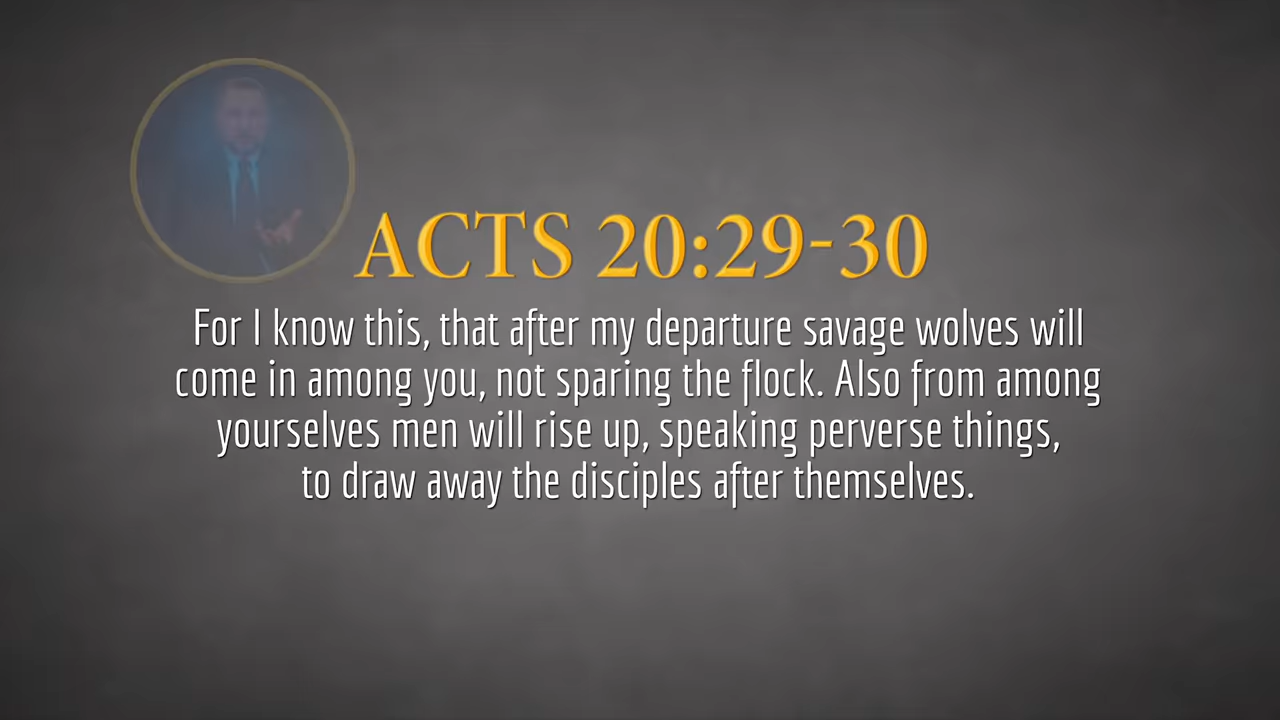 ACTS 20:29-30
For I know this, that after my departure savage wolves will
come in among you, not sparing the flock. Also from among
yourselves men will rise up, speaking perverse things,
to draw away the disciples after themselves.